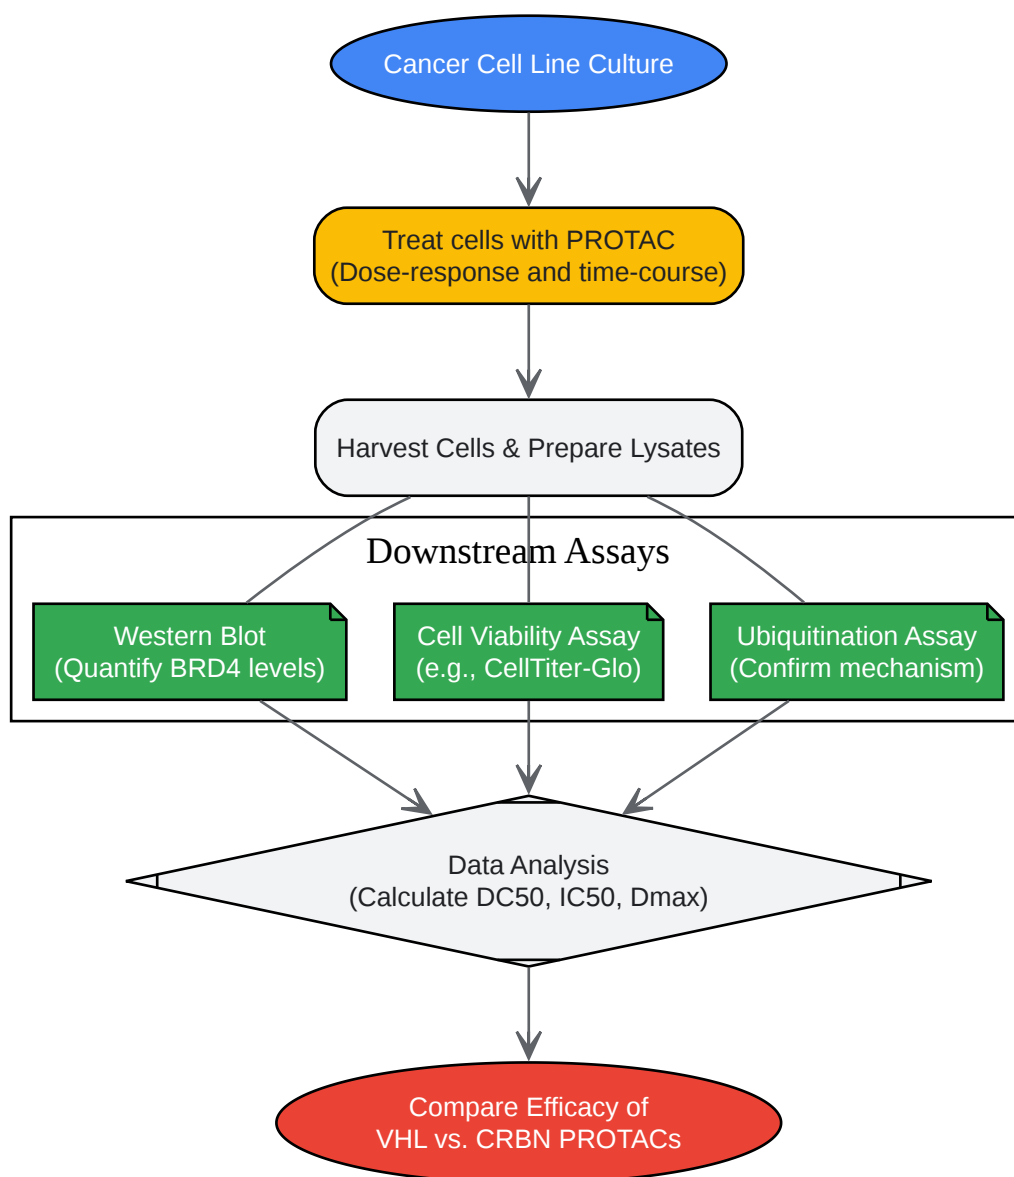 Cancer Cell Line Culture
Treat cells with PROTAC
(Dose-response and time-course)
Harvest Cells & Prepare Lysates
Downstream Assays
Western Blot
(Quantify BRD4 levels)
Cell Viability Assay
(e.g., CellTiter-Glo)
Ubiquitination Assay
(Confirm mechanism)
Data Analysis
(Calculate DC50, IC50, Dmax)
Compare Efficacy of
VHL vs. CRBN PROTACs